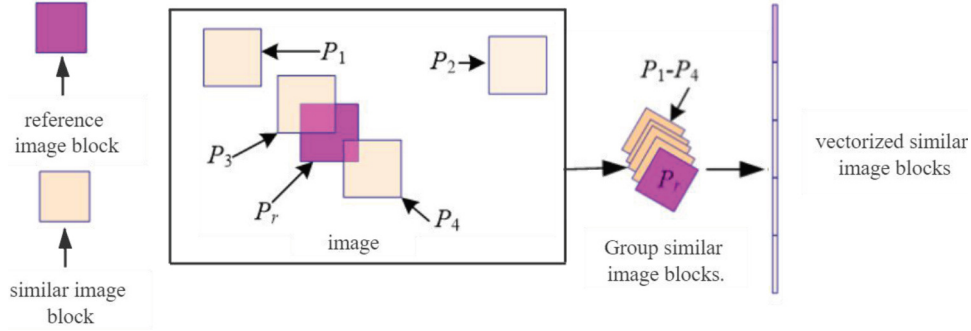 reference
image block
similar image
block
P1
P2
P3
Pr
P4
image
P1-P4
Pr
Group similar
image blocks.
vectorized similar
image blocks